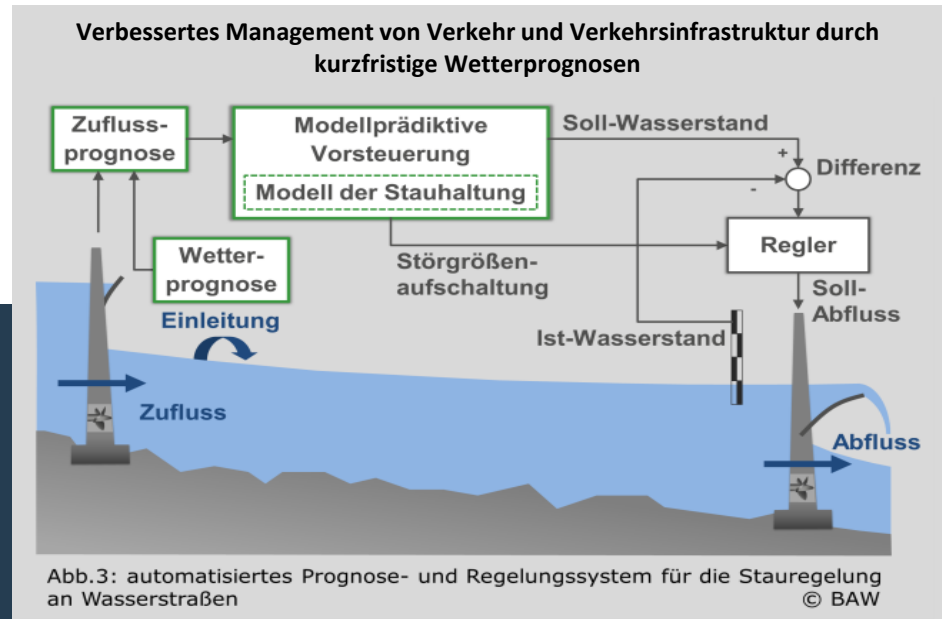 Verbessertes Management von Verkehr und Verkehrsinfrastruktur durch
kurzfristige Wetterprognosen
Zufluss-
prognose
Modellprädiktive
Vorsteuerung
Modell der Stauhaltung
Soll-Wasserstand
+
-
Differenz
Regler
Wetter-
prognose
Störgrößen-
aufschaltung
Soll-
Abfluss
Einleitung
Ist-Wasserstand
Zufluss
Abfluss
Abb.3: automatisiertes Prognose- und Regelungssystem für die Stauregelung
an Wasserstraßen © BAW